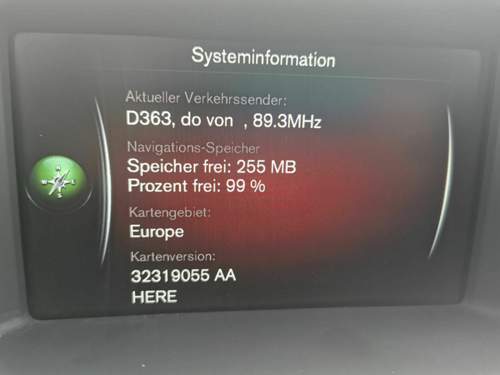 Systeminformation
Aktueller Verkehrssender:
D363, do von , 89.3MHz
Navigations-Speicher
Speicher frei: 255 MB
Prozent frei: 99 %
Kartengebiet:
Europe
Kartenversion:
32319055 AA
HERE